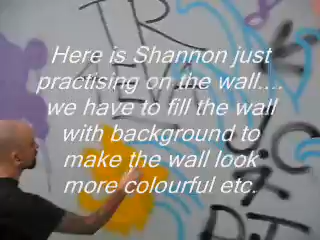 Here is Shannon just
practising on the wall....
we have to fill the wall
with background to
make the wall look
more colourful etc.